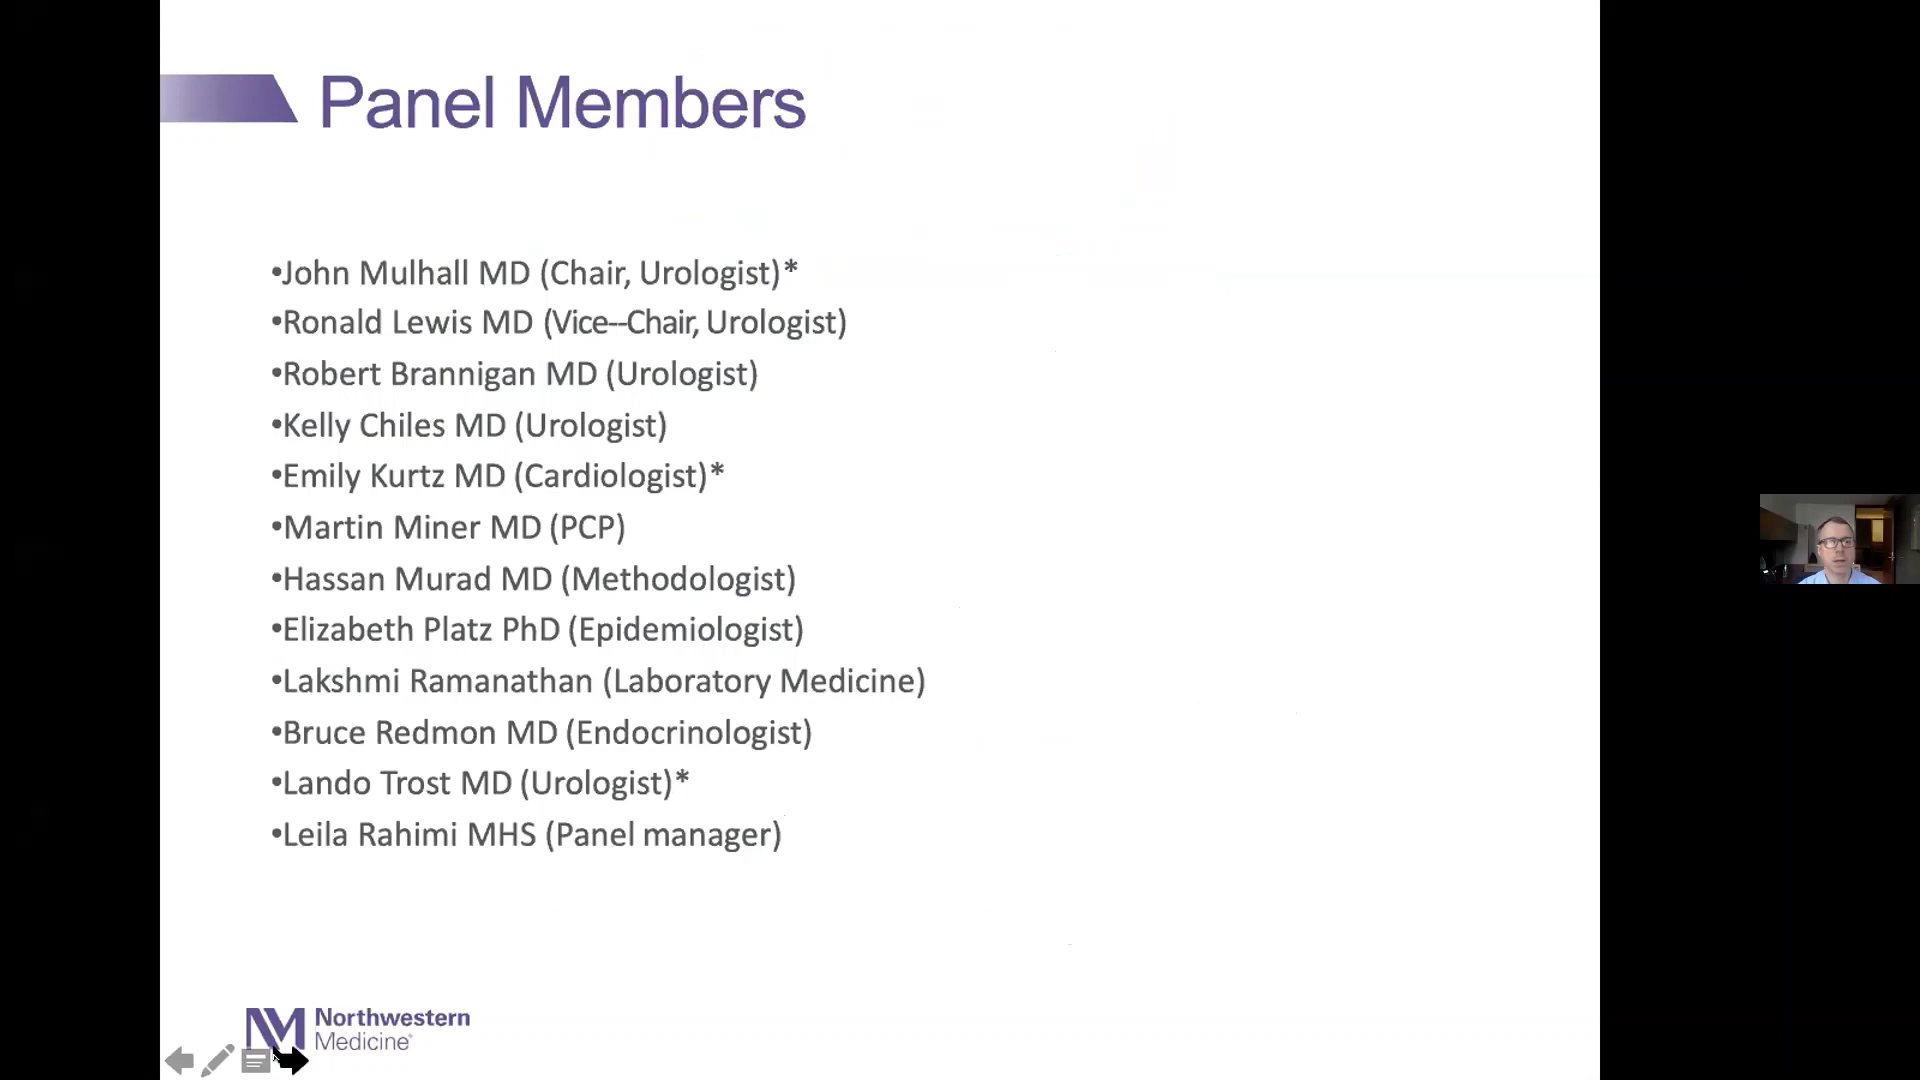 Panel Members
•John Mulhall MD (Chair, Urologist)*
•Ronald Lewis MD (Vice--Chair, Urologist)
•Robert Brannigan MD (Urologist)
•Kelly Chiles MD (Urologist)
•Emily Kurtz MD (Cardiologist)*
•Martin Miner MD (PCP)
•Hassan Murad MD (Methodologist)
•Elizabeth Platz PhD (Epidemiologist)
•Lakshmi Ramanathan (Laboratory Medicine)
•Bruce Redmon MD (Endocrinologist)
•Lando Trost MD (Urologist)*
•Leila Rahimi MHS (Panel manager)
NM Northwestern
Medicine®